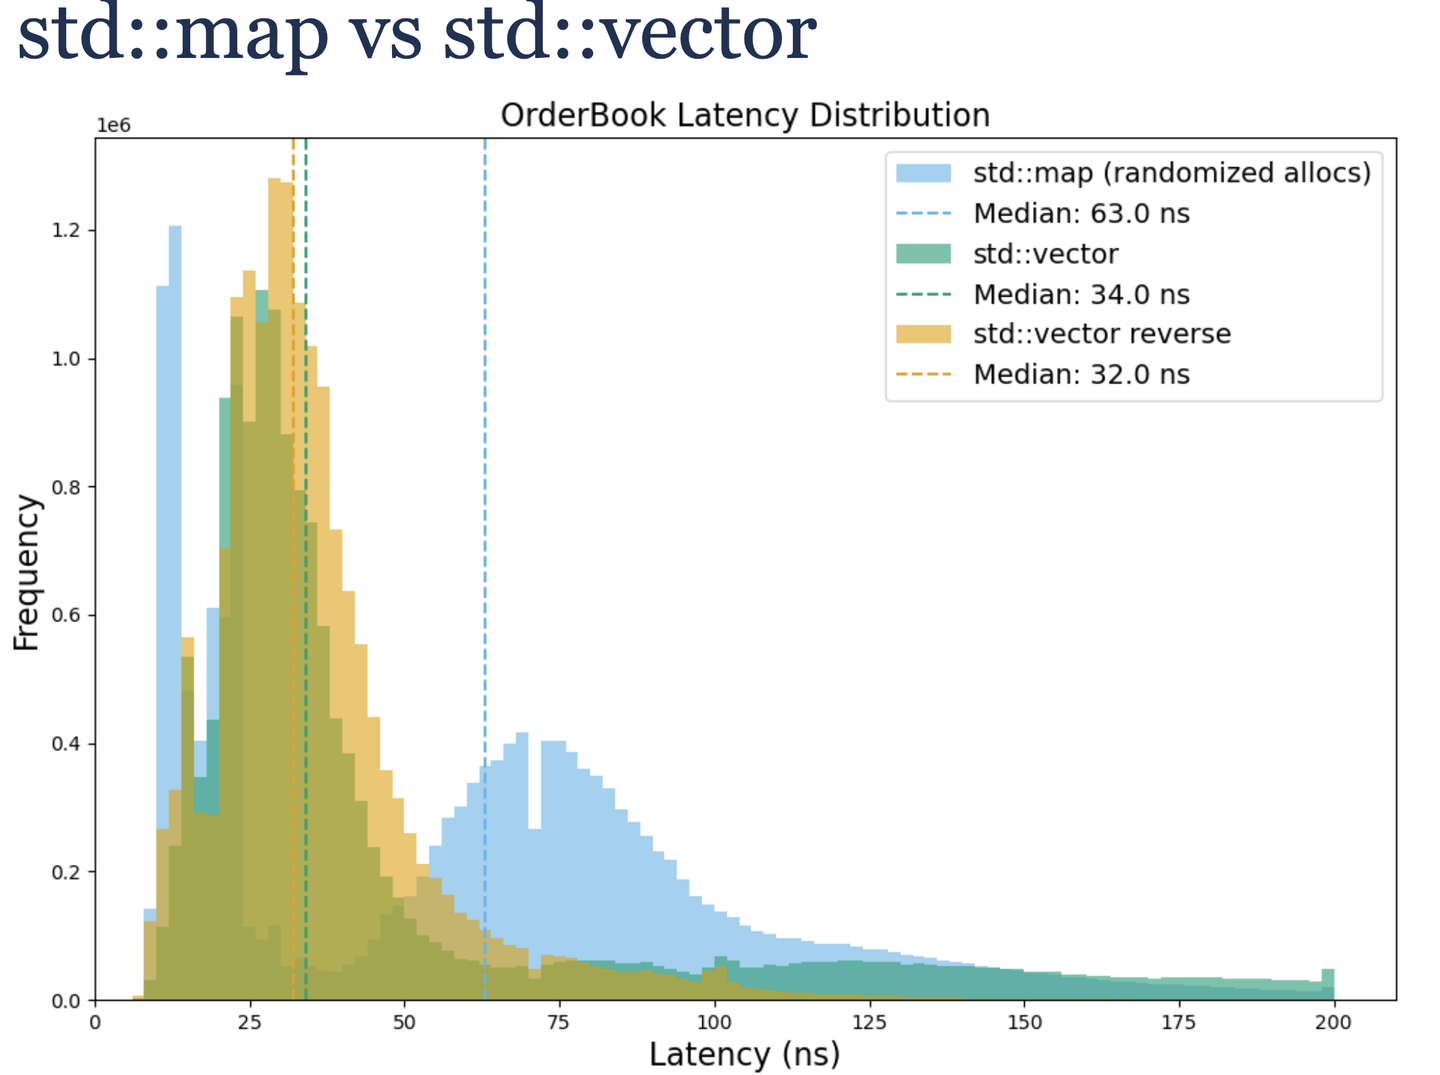 std::map vs std::vector
OrderBook Latency Distribution
1e6
std::map (randomized allocs)
Median: 63.0 ns
std::vector
Median: 34.0 ns
std::vector reverse
Median: 32.0 ns
1.2
1.0
0.8
0.6
0.4
0.2
0.0
Frequency
0 25 50 75 100 125 150 175 200
Latency (ns)